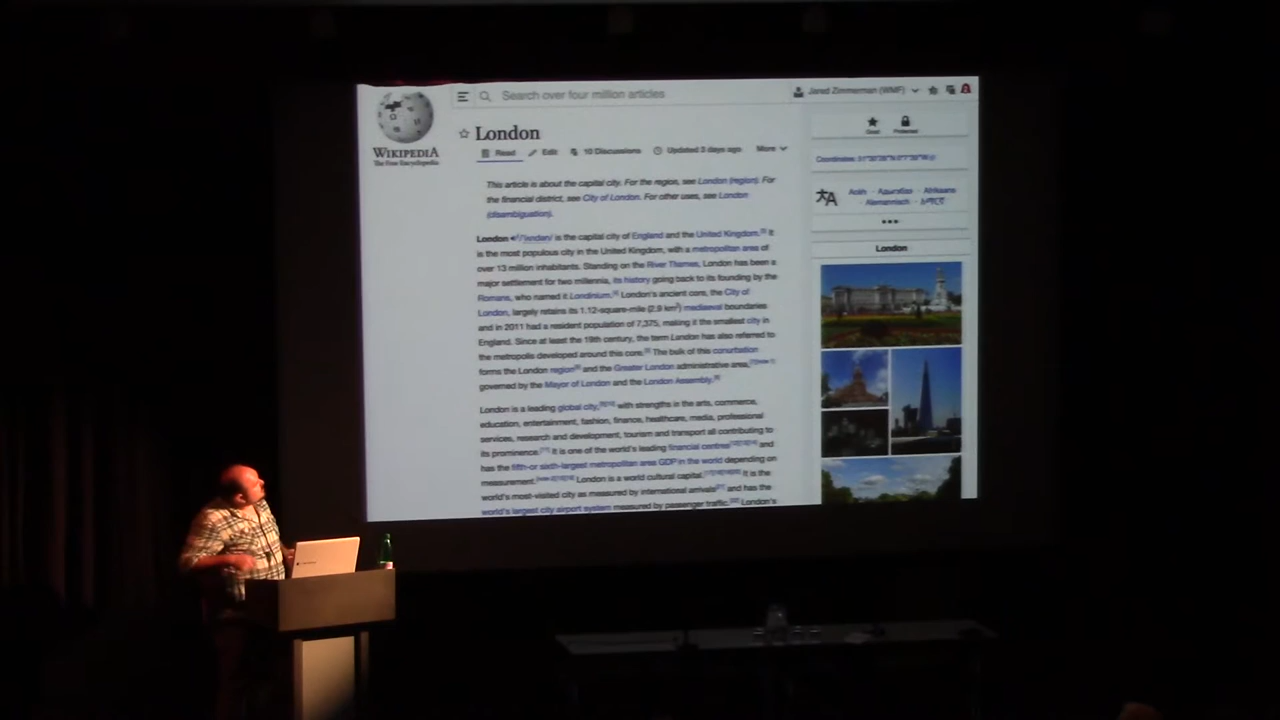 WIKIPEDIA
The Free Encyclopedia
Search over four million articles
Jared Zimmerman (WMF)
London
Read Edit 10 Discussions Updated 3 days ago More
Good Protected
Coordinates:
This article is about the capital city. For the region, see London (region). For
the financial district, see City of London. For other uses, see London
(disambiguation).
Acèh · Адыгэбзэ · Afrikaans
· Alemannisch · አማርኛ
London
London /ˈlʌndən/ is the capital city of England and the United Kingdom.[5] It
is the most populous city in the United Kingdom, with a metropolitan area of
over 13 million inhabitants. Standing on the River Thames, London has been a
major settlement for two millennia, its history going back to its founding by the
Romans, who named it Londinium. London's ancient core, the City of
London, largely retains its 1.12-square-mile (2.9 km²) mediaeval boundaries
and in 2011 had a resident population of 7,375, making it the smallest city in
England. Since at least the 19th century, the term London has also referred to
the metropolis developed around this core. The bulk of this conurbation
forms the London region and the Greater London administrative area,
governed by the Mayor of London and the London Assembly.
London is a leading global city, with strengths in the arts, commerce,
education, entertainment, fashion, finance, healthcare, media, professional
services, research and development, tourism and transport all contributing to
its prominence. It is one of the world's leading financial centres and
has the fifth-or sixth-largest metropolitan area GDP in the world depending on
measurement. London is a world cultural capital. It is the
world's most-visited city as measured by international arrivals and has the
world's largest city airport system measured by passenger traffic. London's